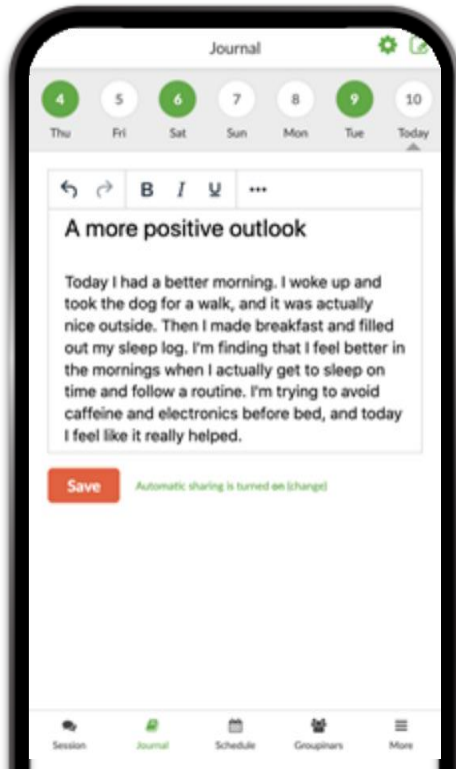 Journal
4 5 6 7 8 9 10
Thu Fri Sat Sun Mon Tue Today
B I U ...
A more positive outlook
Today I had a better morning. I woke up and
took the dog for a walk, and it was actually
nice outside. Then I made breakfast and filled
out my sleep log. I'm finding that I feel better in
the mornings when I actually get to sleep on
time and follow a routine. I'm trying to avoid
caffeine and electronics before bed, and today
I feel like it really helped.
Save Automatic sharing is turned on (change)
Session Journal Schedule Groupinars More